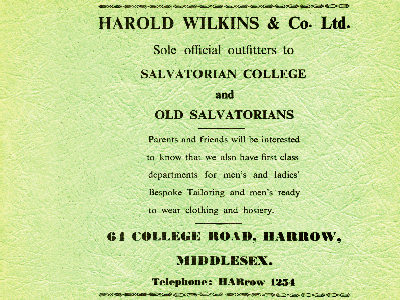 HAROLD WILKINS & Co. Ltd.
Sole official outfitters to
SALVATORIAN COLLEGE
and
OLD SALVATORIANS
Parents and friends will be interested
to know that we also have first class
departments for men's and ladies'
Bespoke Tailoring and men's ready
to wear clothing and hosiery.
64 COLLEGE ROAD, HARROW,
MIDDLESEX.
Telephone: HARrow 1254